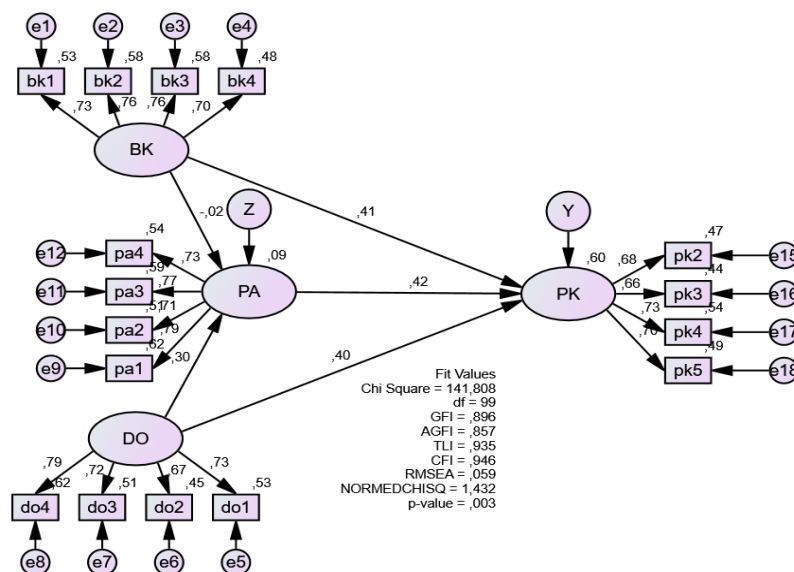 e1 e2 e3 e4
,53 ,58 ,58 ,48
bk1 bk2 bk3 bk4
,73 ,76 ,76 ,70
BK
-,02 ,41
Z Y
,54 ,09 ,60 ,47
e12 pa4 ,73 ,68 pk2 e15
,59 ,44
e11 pa3 ,77 PA ,42 PK ,66 pk3 e16
,51 ,71 ,73 ,54
e10 pa2 ,79 ,70 pk4 e17
,62 ,49
e9 pa1 ,30 ,40 pk5 e18
Fit Values
Chi Square = 141,808
df = 99
GFI = ,896
AGFI = ,857
TLI = ,935
CFI = ,946
RMSEA = ,059
NORMEDCHISQ = 1,432
p-value = ,003
DO
,79 ,72 ,67 ,73
,62 ,51 ,45 ,53
do4 do3 do2 do1
e8 e7 e6 e5